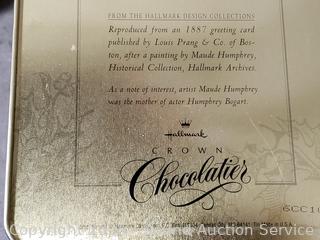 FROM THE HALLMARK DESIGN COLLECTIONS
Reproduced from an 1887 greeting card
published by Louis Prang & Co. of Bos-
ton, after a painting by Maude Humphrey,
Historical Collection, Hallmark Archives.
As a note of interest, artist Maude Humphrey
was the mother of actor Humphrey Bogart.
Hallmark
CROWN
Chocolatier